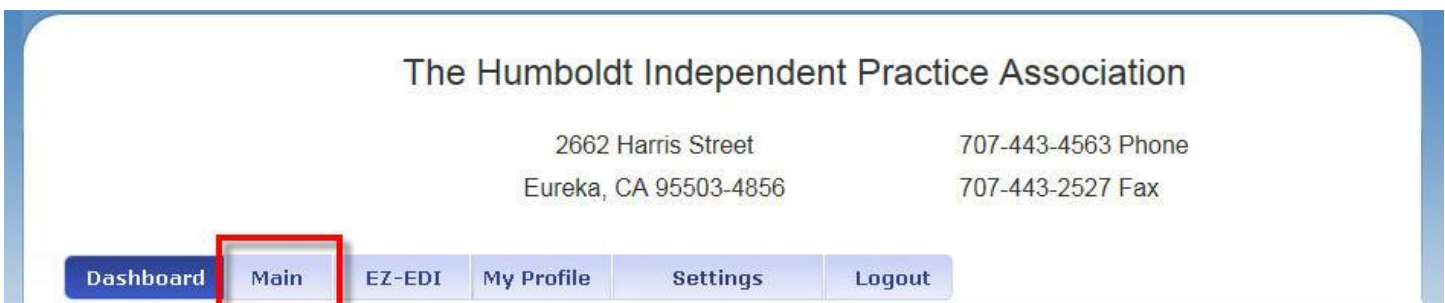 The Humboldt Independent Practice Association
2662 Harris Street 707-443-4563 Phone
Eureka, CA 95503-4856 707-443-2527 Fax
Dashboard Main EZ-EDI My Profile Settings Logout